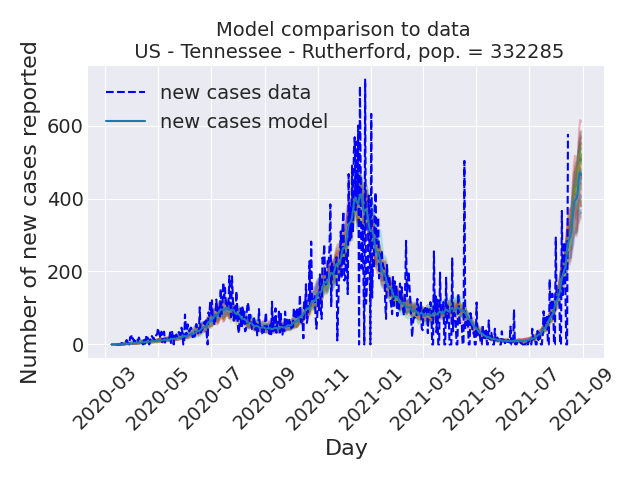 Model comparison to data
US - Tennessee - Rutherford, pop. = 332285
new cases data
new cases model
Number of new cases reported
600
400
200
0
2020-03
2020-05
2020-07
2020-09
2020-11
2021-01
2021-03
2021-05
2021-07
2021-09
Day